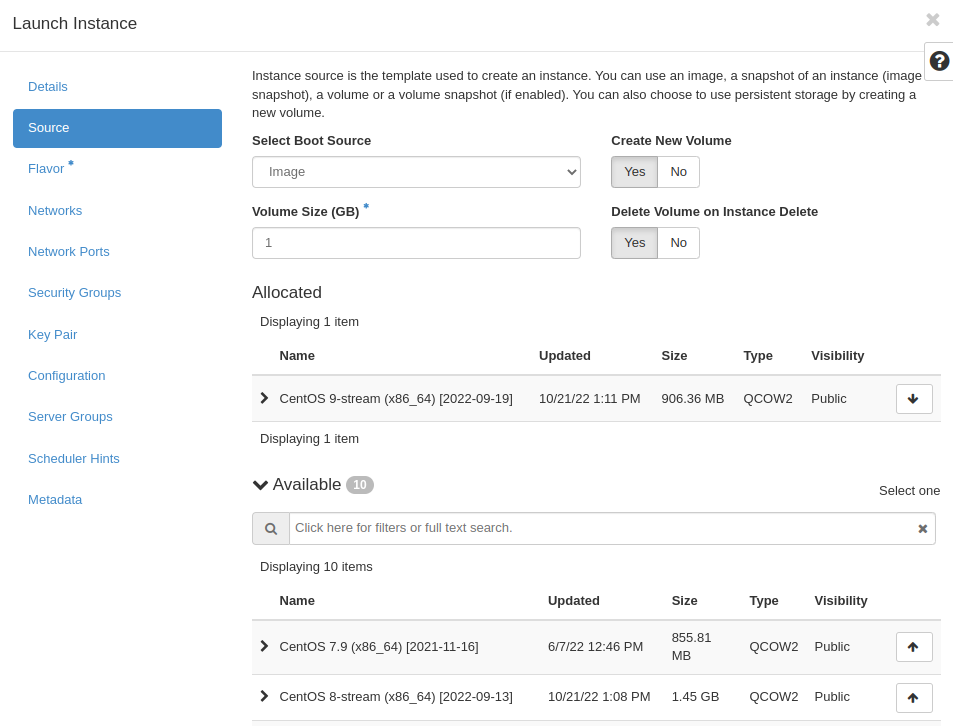 Launch Instance
Details
Source
Flavor *
Networks
Network Ports
Security Groups
Key Pair
Configuration
Server Groups
Scheduler Hints
Metadata
Instance source is the template used to create an instance. You can use an image, a snapshot of an instance (image
snapshot), a volume or a volume snapshot (if enabled). You can also choose to use persistent storage by creating a
new volume.
Select Boot Source Create New Volume
Image Yes No
Volume Size (GB) * Delete Volume on Instance Delete
1 Yes No
Allocated
Displaying 1 item
Name Updated Size Type Visibility
CentOS 9-stream (x86_64) [2022-09-19] 10/21/22 1:11 PM 906.36 MB QCOW2 Public
Displaying 1 item
Available 10 Select one
Click here for filters or full text search.
Displaying 10 items
Name Updated Size Type Visibility
CentOS 7.9 (x86_64) [2021-11-16] 6/7/22 12:46 PM 855.81 MB QCOW2 Public
CentOS 8-stream (x86_64) [2022-09-13] 10/21/22 1:08 PM 1.45 GB QCOW2 Public